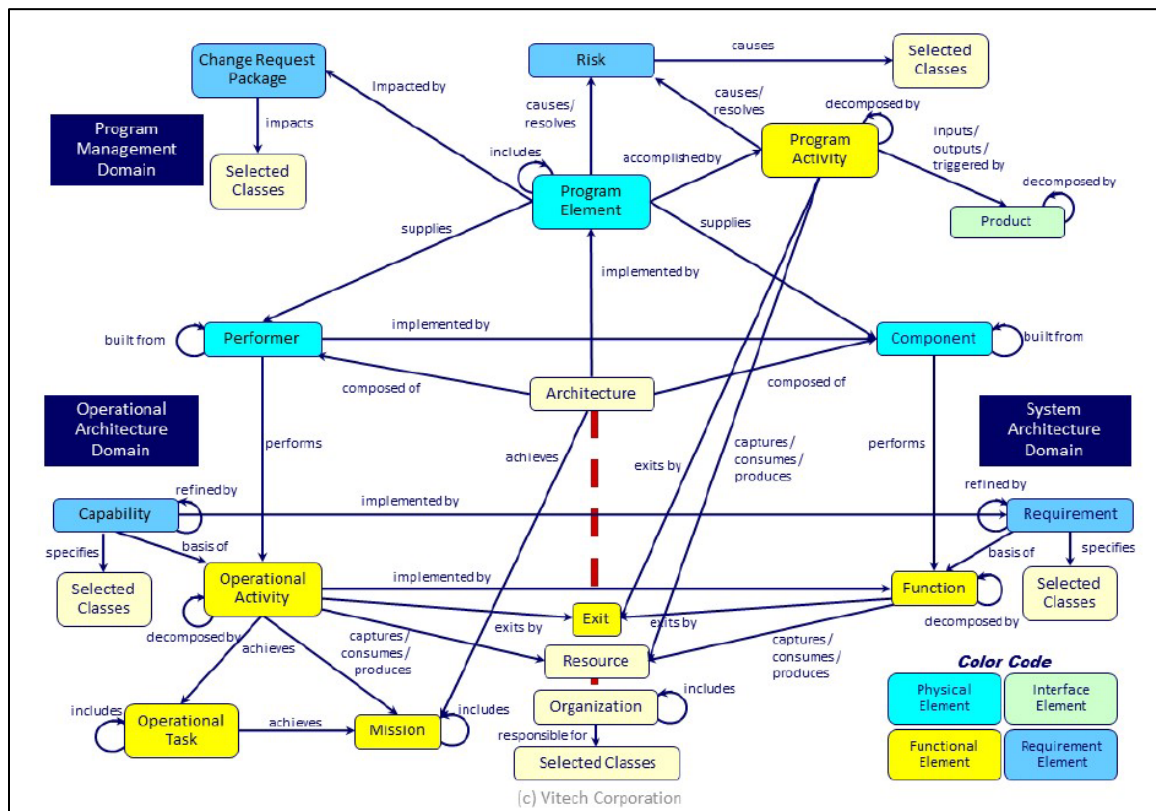 Change Request
Package
Risk
causes
Selected
Classes
Impacted by
causes/
resolves
causes/
resolves
decomposed by
Program
Management
Domain
impacts
Selected
Classes
includes
Program
Element
accomplished by
Program
Activity
inputs/
outputs/
triggered by
decomposed by
Product
supplies
supplies
implemented by
built from
Performer
implemented by
Component
built from
composed of
Architecture
composed of
Operational
Architecture
Domain
performs
achieves
exits by
captures/
consumes/
produces
performs
System
Architecture
Domain
Capability
refined by
implemented by
refined by
Requirement
specifies
basis of
basis of
specifies
Selected
Classes
Operational
Activity
implemented by
Function
Selected
Classes
decomposed by
achieves
captures/
consumes/
produces
exits by
Exit
exits by
captures/
consumes/
produces
decomposed by
Resource
Color Code
Physical
Element
Interface
Element
Functional
Element
Requirement
Element
includes
Operational
Task
achieves
Mission
includes
Organization
includes
responsible for
Selected Classes
(c) Vitech Corporation